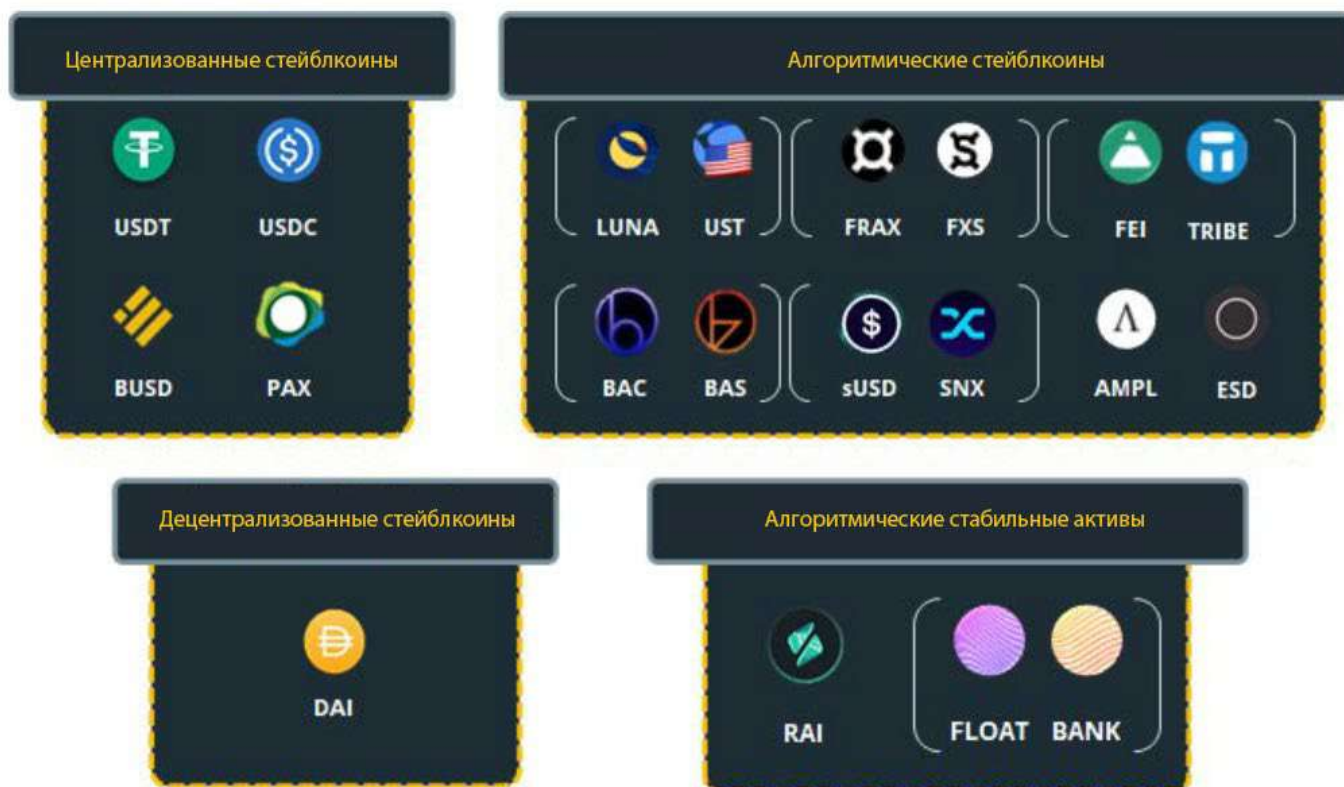 Централизованные стейблкоины
Алгоритмические стейблкоины
USDT USDC
LUNA UST FRAX FXS FEI TRIBE
BUSD PAX
BAC BAS sUSD SNX AMPL ESD
Децентрализованные стейблкоины
Алгоритмические стабильные активы
DAI
RAI FLOAT BANK